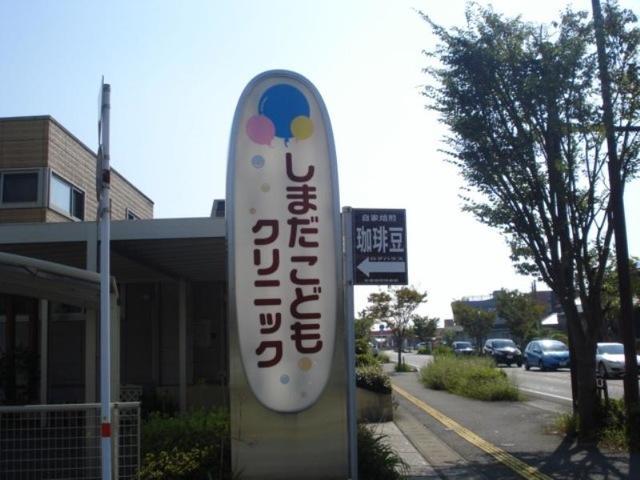 しまだこども
クリニック
自家焙煎
珈琲豆